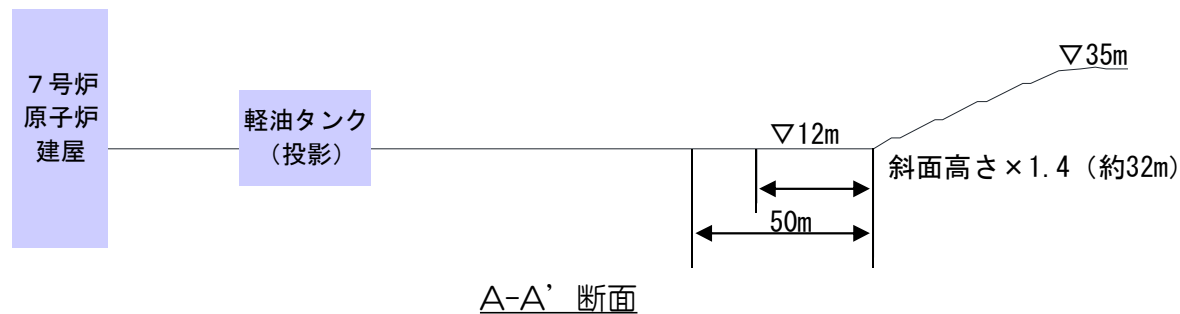 ７号炉
原子炉
建屋
軽油タンク
（投影）
▽35m
▽12m
斜面高さ×1.4（約32m）
50m
A-A’断面